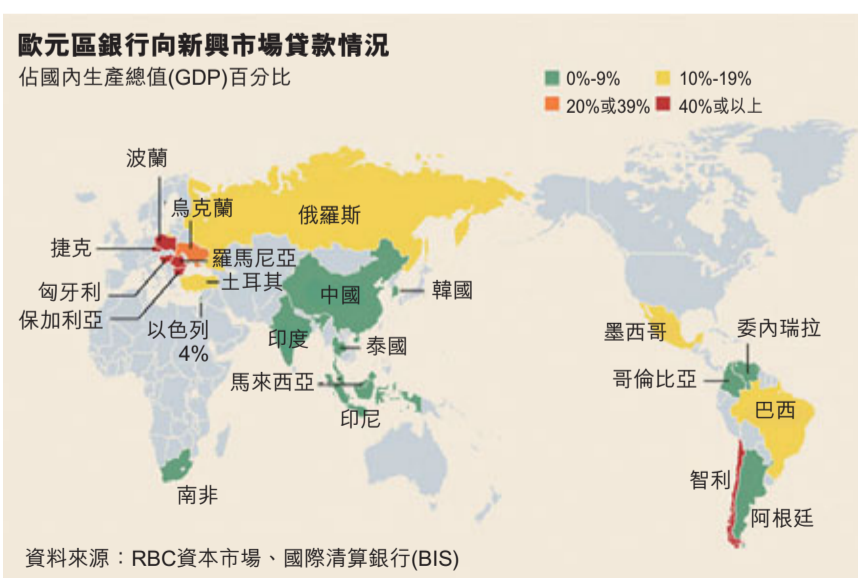 歐元區銀行向新興市場貸款情況
佔國內生產總值(GDP)百分比
0%-9%
10%-19%
20%或39%
40%或以上
波蘭
烏克蘭
俄羅斯
捷克
羅馬尼亞
土耳其
匈牙利
保加利亞
以色列
4%
中國
韓國
印度
泰國
馬來西亞
印尼
南非
墨西哥
委內瑞拉
哥倫比亞
巴西
智利
阿根廷
資料來源：RBC資本市場、國際清算銀行(BIS)